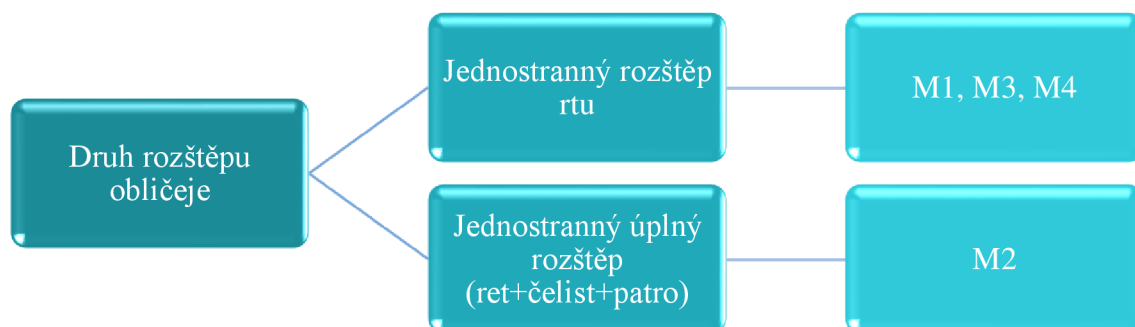 Druh rozštěpu
obličeje
Jednostranný rozštěp
rtu
M1, M3, M4
Jednostranný úplný
rozštěp
(ret+čelist+patro)
M2